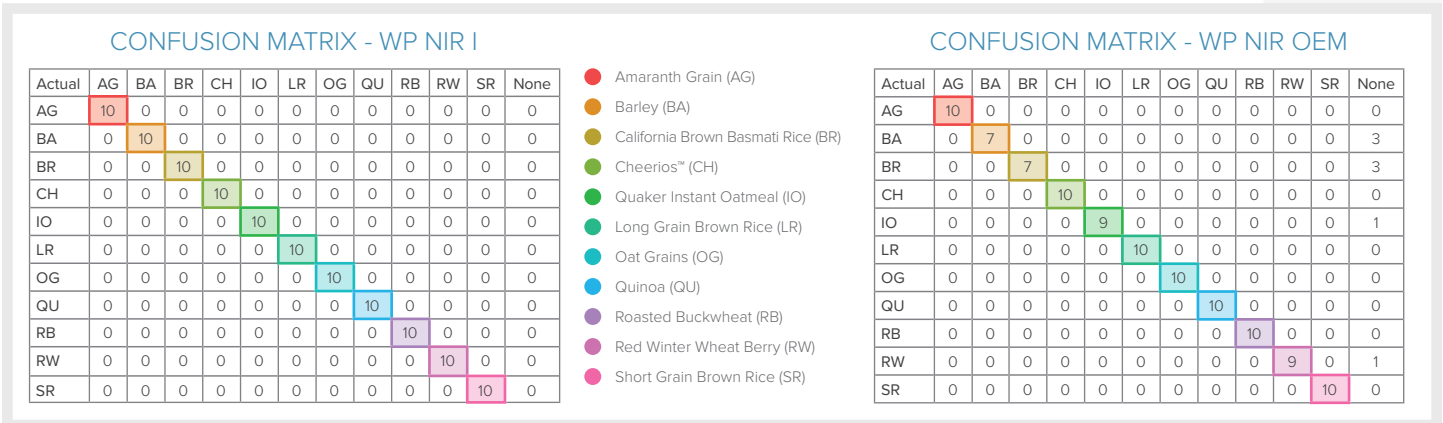 CONFUSION MATRIX - WP NIR I
Actual AG BA BR CH IO LR OG QU RB RW SR None
AG 10 0 0 0 0 0 0 0 0 0 0 0
BA 0 10 0 0 0 0 0 0 0 0 0 0
BR 0 0 10 0 0 0 0 0 0 0 0 0
CH 0 0 0 10 0 0 0 0 0 0 0 0
IO 0 0 0 0 10 0 0 0 0 0 0 0
LR 0 0 0 0 0 10 0 0 0 0 0 0
OG 0 0 0 0 0 0 10 0 0 0 0 0
QU 0 0 0 0 0 0 0 10 0 0 0 0
RB 0 0 0 0 0 0 0 0 10 0 0 0
RW 0 0 0 0 0 0 0 0 0 10 0 0
SR 0 0 0 0 0 0 0 0 0 0 10 0
Amaranth Grain (AG)
Barley (BA)
California Brown Basmati Rice (BR)
Cheerios™ (CH)
Quaker Instant Oatmeal (IO)
Long Grain Brown Rice (LR)
Oat Grains (OG)
Quinoa (QU)
Roasted Buckwheat (RB)
Red Winter Wheat Berry (RW)
Short Grain Brown Rice (SR)
CONFUSION MATRIX - WP NIR OEM
Actual AG BA BR CH IO LR OG QU RB RW SR None
AG 10 0 0 0 0 0 0 0 0 0 0 0
BA 0 7 0 0 0 0 0 0 0 0 0 3
BR 0 0 7 0 0 0 0 0 0 0 0 3
CH 0 0 0 10 0 0 0 0 0 0 0 0
IO 0 0 0 0 9 0 0 0 0 0 0 1
LR 0 0 0 0 0 10 0 0 0 0 0 0
OG 0 0 0 0 0 0 10 0 0 0 0 0
QU 0 0 0 0 0 0 0 10 0 0 0 0
RB 0 0 0 0 0 0 0 0 10 0 0 0
RW 0 0 0 0 0 0 0 0 0 9 0 1
SR 0 0 0 0 0 0 0 0 0 0 10 0